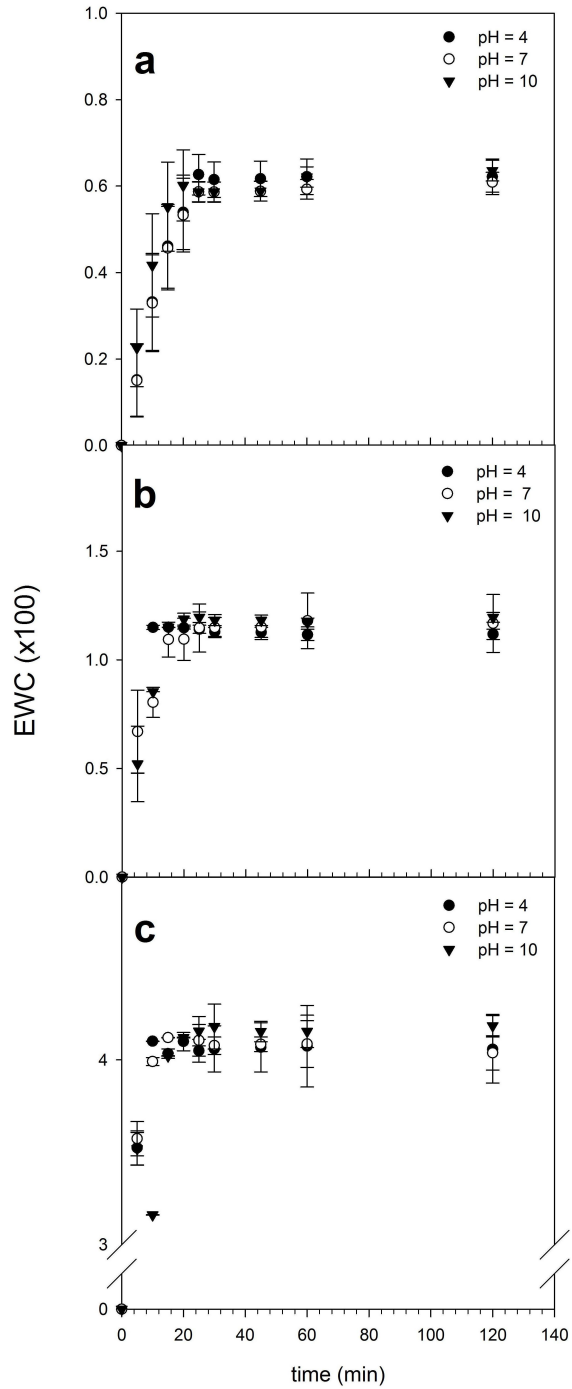 1.0
a
pH = 4
pH = 7
pH = 10
0.8
0.6
0.4
0.2
0.0
b
pH = 4
pH = 7
pH = 10
1.5
1.0
0.5
0.0
EWC (x100)
c
pH = 4
pH = 7
pH = 10
4
3
0
0 20 40 60 80 100 120 140
time (min)